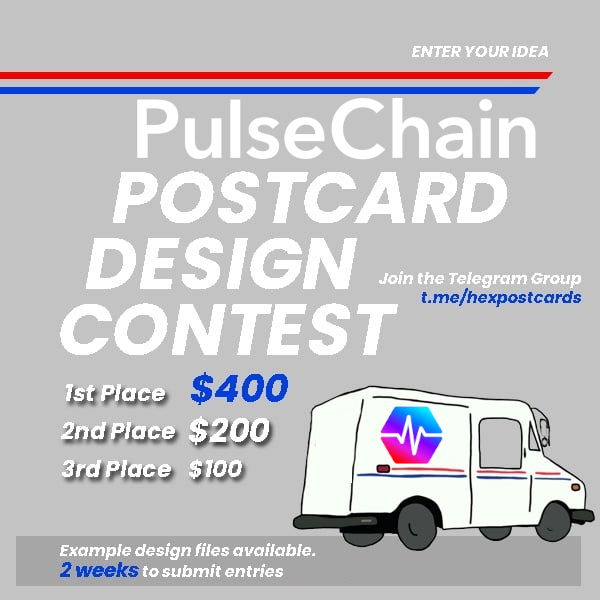 ENTER YOUR IDEA
PulseChain
POSTCARD
DESIGN
CONTEST
Join the Telegram Group
t.me/hexpostcards
1st Place $400
2nd Place $200
3rd Place $100
Example design files available.
2 weeks to submit entries